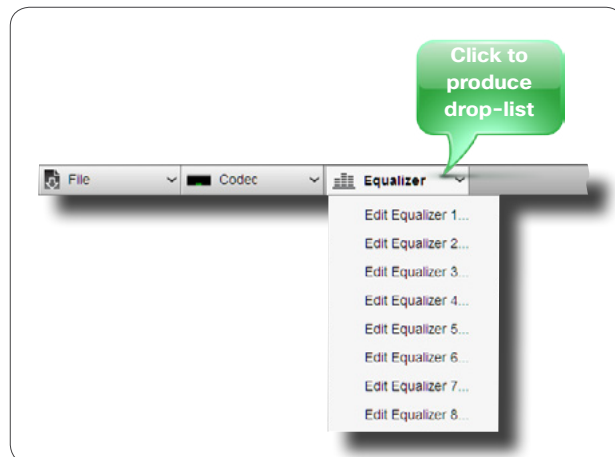 Click to
produce
drop-list
File
Codec
Equalizer
Edit Equalizer 1...
Edit Equalizer 2...
Edit Equalizer 3...
Edit Equalizer 4...
Edit Equalizer 5...
Edit Equalizer 6...
Edit Equalizer 7...
Edit Equalizer 8...